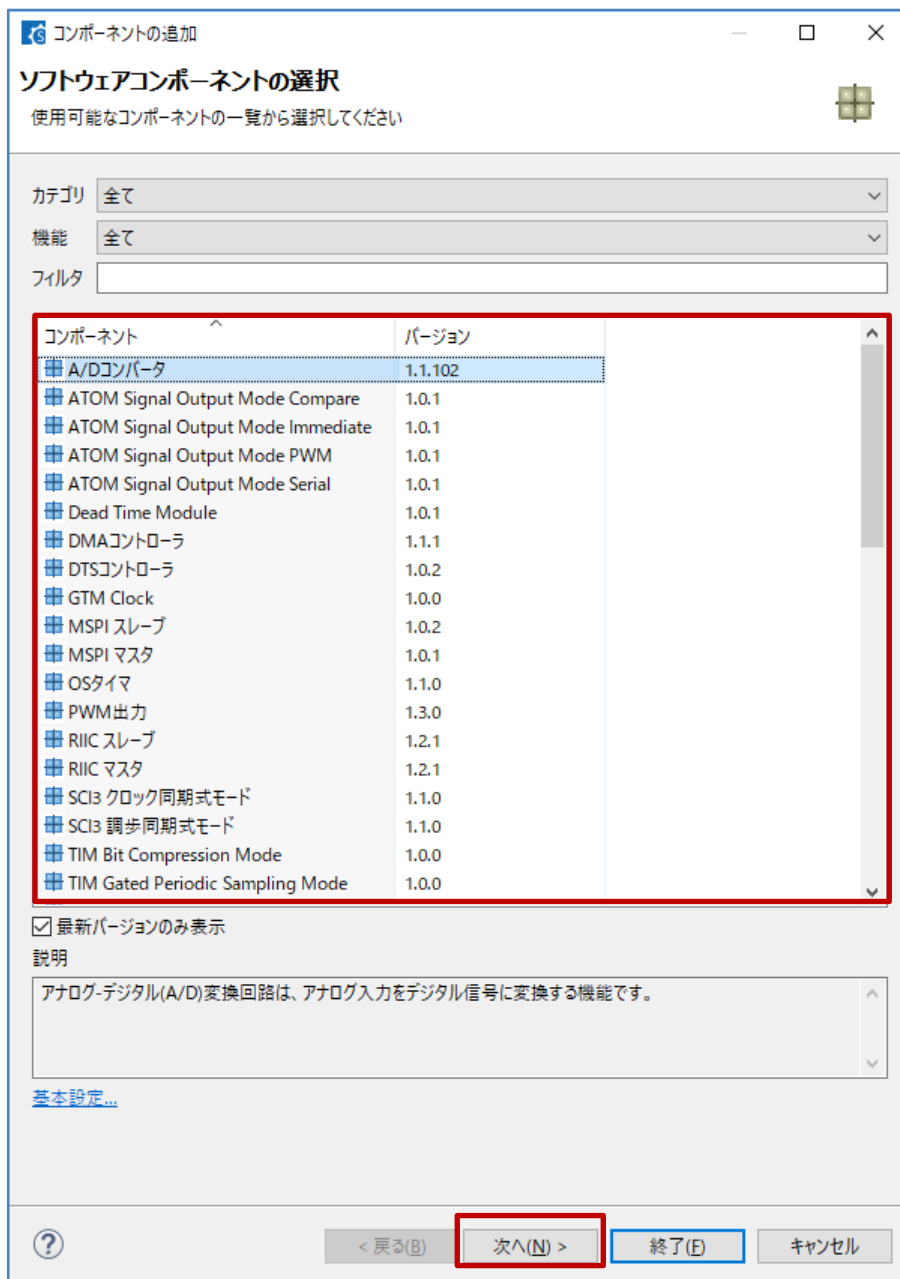 コンポーネントの追加
ソフトウェアコンポーネントの選択
使用可能なコンポーネントの一覧から選択してください
カテゴリ 全て
機能 全て
フィルタ
コンポーネント バージョン
A/Dコンバータ 1.1.102
ATOM Signal Output Mode Compare 1.0.1
ATOM Signal Output Mode Immediate 1.0.1
ATOM Signal Output Mode PWM 1.0.1
ATOM Signal Output Mode Serial 1.0.1
Dead Time Module 1.0.1
DMAコントローラ 1.1.1
DTSコントローラ 1.0.2
GTM Clock 1.0.0
MSPI スレーブ 1.0.2
MSPI マスタ 1.0.1
OSタイマ 1.1.0
PWM出力 1.3.0
RIIC スレーブ 1.2.1
RIIC マスタ 1.2.1
SCI3 クロック同期式モード 1.1.0
SCI3 調歩同期式モード 1.1.0
TIM Bit Compression Mode 1.0.0
TIM Gated Periodic Sampling Mode 1.0.0
最新バージョンのみ表示
説明
アナログ-デジタル(A/D)変換回路は、アナログ入力をデジタル信号に変換する機能です。
基本設定...
? < 戻る(B) 次へ(N) > 終了(F) キャンセル